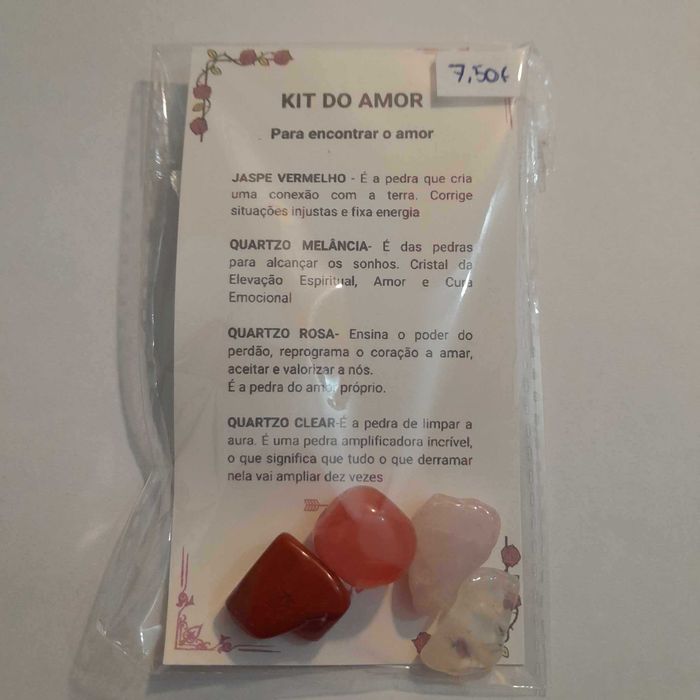 7,50€
KIT DO AMOR
Para encontrar o amor
JASPE VERMELHO - É a pedra que cria
uma conexão com a terra. Corrige
situações injustas e fixa energia
QUARTZO MELÂNCIA- É das pedras
para alcançar os sonhos. Cristal da
Elevação Espiritual, Amor e Cura
Emocional
QUARTZO ROSA- Ensina o poder do
perdão, reprograma o coração a amar,
aceitar e valorizar a nós.
É a pedra do amor próprio.
QUARTZO CLEAR-É a pedra de limpar a
aura. É uma pedra amplificadora incrível,
o que significa que tudo o que derramar
nela vai ampliar dez vezes